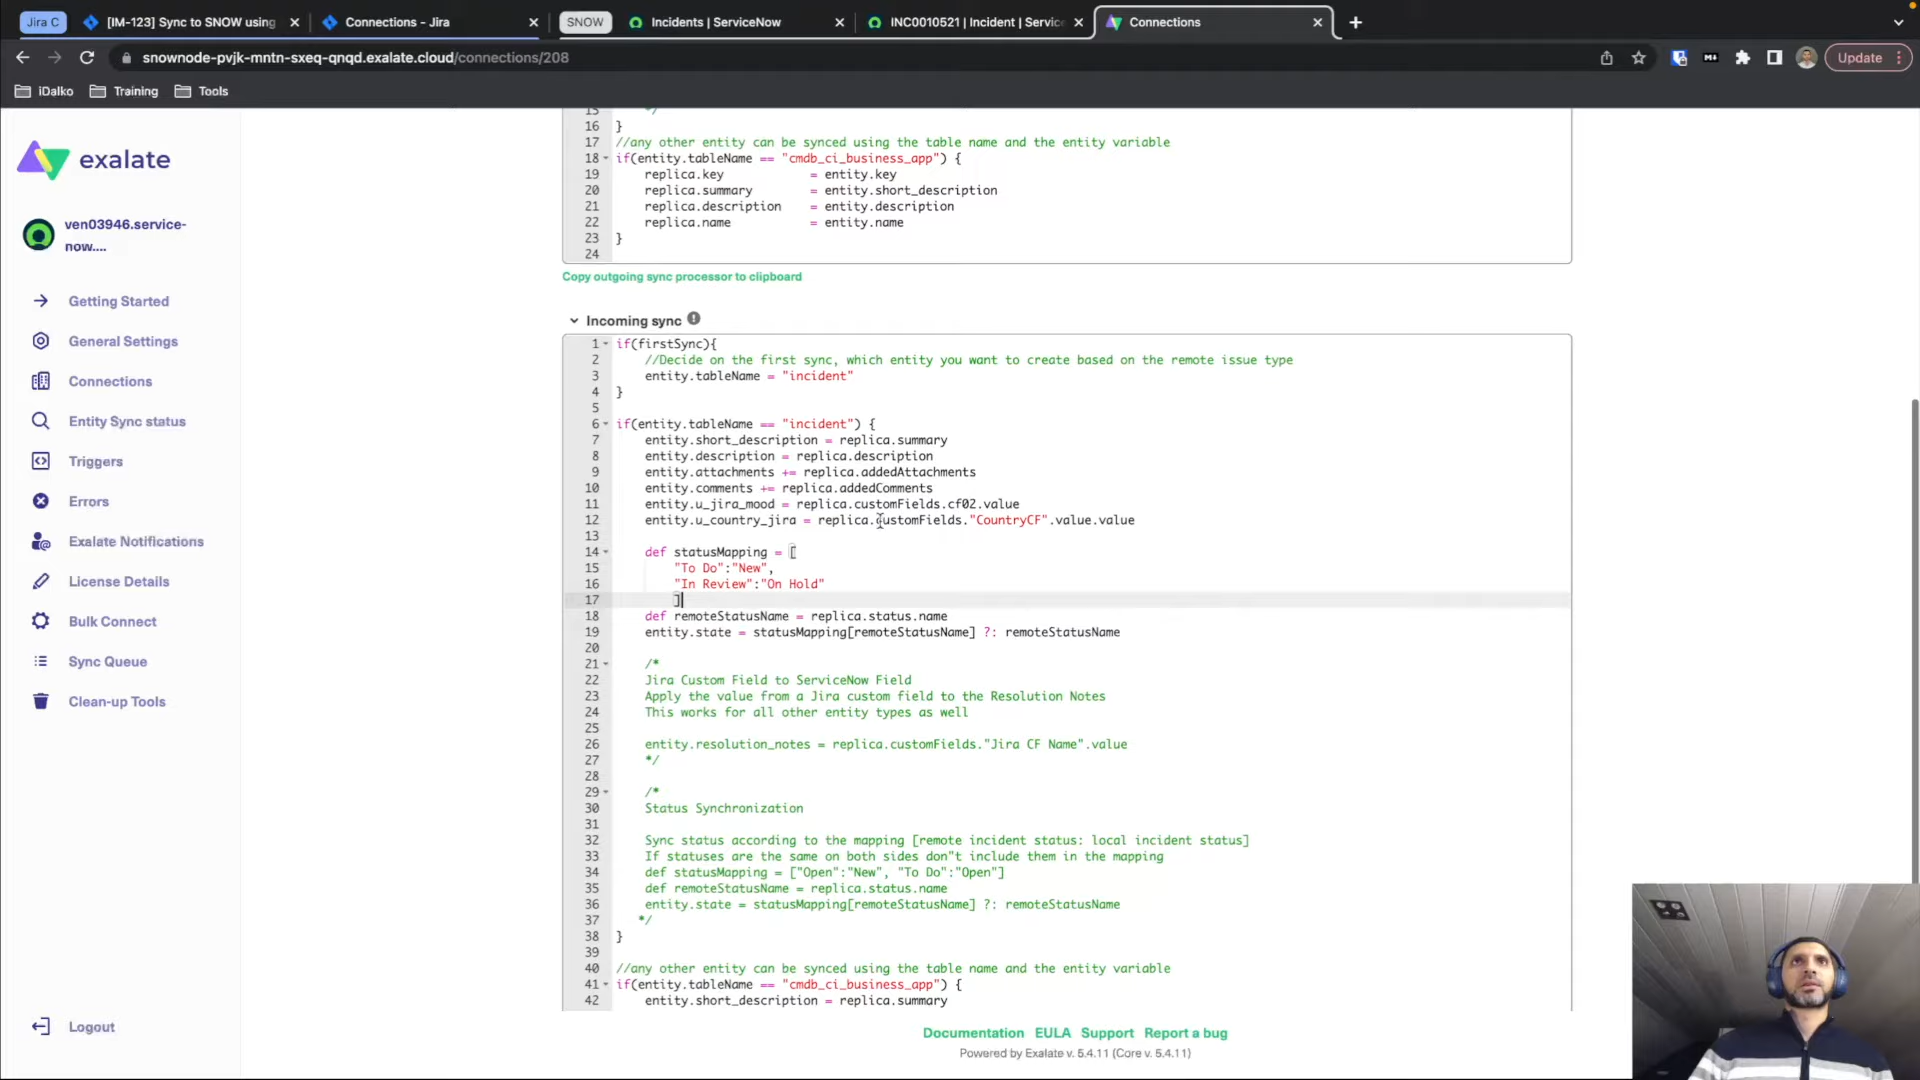 Jira C
[IM-123] Sync to SNOW using
Connections - Jira
SNOW
Incidents | ServiceNow
INC0010521 | Incident | Service
Connections
snownode-pvjk-mntn-sxeq-qnqd.exalate.cloud/connections/208
Update
iDalko
Training
Tools
exalate
ven03946.service-
now....
Getting Started
General Settings
Connections
Entity Sync status
Triggers
Errors
Exalate Notifications
License Details
Bulk Connect
Sync Queue
Clean-up Tools
Logout
15 */
16 }
17 //any other entity can be synced using the table name and the entity variable
18 if(entity.tableName == "cmdb_ci_business_app") {
19 replica.key = entity.key
20 replica.summary = entity.short_description
21 replica.description = entity.description
22 replica.name = entity.name
23 }
24
Copy outgoing sync processor to clipboard
Incoming sync
1 if(firstSync){
2 //Decide on the first sync, which entity you want to create based on the remote issue type
3 entity.tableName = "incident"
4 }
5
6 if(entity.tableName == "incident") {
7 entity.short_description = replica.summary
8 entity.description = replica.description
9 entity.attachments += replica.addedAttachments
10 entity.comments += replica.addedComments
11 entity.u_jira_mood = replica.customFields.cf02.value
12 entity.u_country_jira = replica.customFields."CountryCF".value.value
13
14 def statusMapping = [
15 "To Do":"New",
16 "In Review":"On Hold"
17 ]
18 def remoteStatusName = replica.status.name
19 entity.state = statusMapping[remoteStatusName] ?: remoteStatusName
20
21 /*
22 Jira Custom Field to ServiceNow Field
23 Apply the value from a Jira custom field to the Resolution Notes
24 This works for all other entity types as well
25
26 entity.resolution_notes = replica.customFields."Jira CF Name".value
27 */
28
29 /*
30 Status Synchronization
31
32 Sync status according to the mapping [remote incident status: local incident status]
33 If statuses are the same on both sides don"t include them in the mapping
34 def statusMapping = ["Open":"New", "To Do":"Open"]
35 def remoteStatusName = replica.status.name
36 entity.state = statusMapping[remoteStatusName] ?: remoteStatusName
37 */
38 }
39
40 //any other entity can be synced using the table name and the entity variable
41 if(entity.tableName == "cmdb_ci_business_app") {
42 entity.short_description = replica.summary
Documentation EULA Support Report a bug
Powered by Exalate v. 5.4.11 (Core v. 5.4.11)